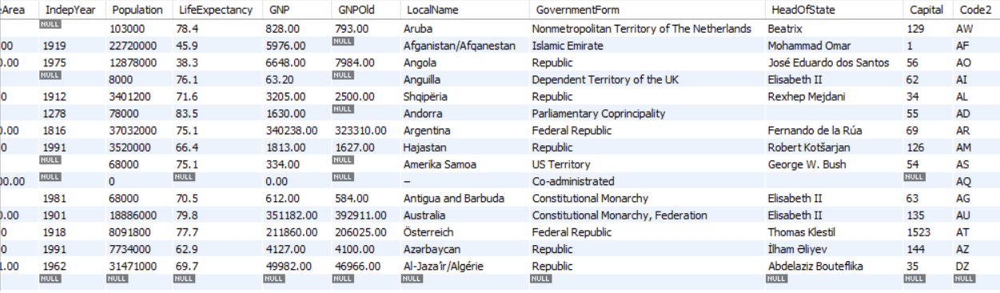 eArea IndepYear Population LifeExpectancy GNP GNPOld LocalName GovernmentForm HeadOfState Capital Code2
NULL 103000 78.4 828.00 793.00 Aruba Nonmetropolitan Territory of The Netherlands Beatrix 129 AW
00 1919 22720000 45.9 5976.00 NULL Afganistan/Afqanestan Islamic Emirate Mohammad Omar 1 AF
0.00 1975 12878000 38.3 6648.00 7984.00 Angola Republic José Eduardo dos Santos 56 AO
NULL 8000 76.1 63.20 NULL Anguilla Dependent Territory of the UK Elisabeth II 62 AI
0 1912 3401200 71.6 3205.00 2500.00 Shqipëria Republic Rexhep Mejdani 34 AL
1278 78000 83.5 1630.00 NULL Andorra Parliamentary Coprincipality 55 AD
0.00 1816 37032000 75.1 340238.00 323310.00 Argentina Federal Republic Fernando de la Rúa 69 AR
0 1991 3520000 66.4 1813.00 1627.00 Hajastan Republic Robert Kotšarjan 126 AM
NULL 68000 75.1 334.00 NULL Amerika Samoa US Territory George W. Bush 54 AS
00.00 NULL 0 NULL 0.00 NULL – Co-administrated NULL AQ
1981 68000 70.5 612.00 584.00 Antigua and Barbuda Constitutional Monarchy Elisabeth II 63 AG
0.00 1901 18886000 79.8 351182.00 392911.00 Australia Constitutional Monarchy, Federation Elisabeth II 135 AU
0 1918 8091800 77.7 211860.00 206025.00 Österreich Federal Republic Thomas Klestil 1523 AT
0 1991 7734000 62.9 4127.00 4100.00 Azərbaycan Republic İlham Əliyev 144 AZ
1.00 1962 31471000 69.7 49982.00 46966.00 Al-Jaza’ir/Algérie Republic Abdelaziz Bouteflika 35 DZ
NULL NULL NULL NULL NULL NULL NULL NULL NULL NULL